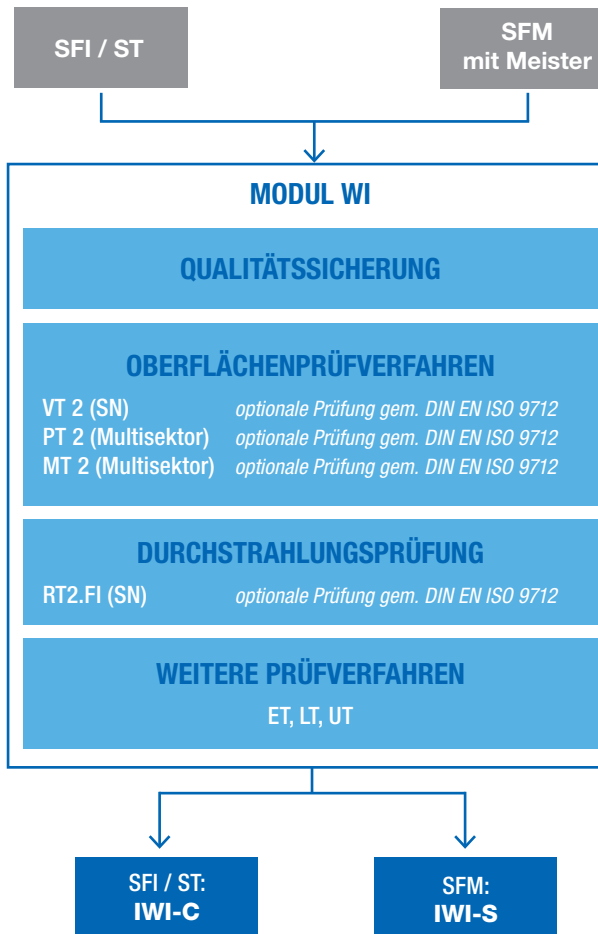 SFI / ST
SFM
mit Meister
MODUL WI
QUALITÄTSSICHERUNG
OBERFLÄCHENPRÜFVERFAHREN
VT 2 (SN) optionale Prüfung gem. DIN EN ISO 9712
PT 2 (Multisektor) optionale Prüfung gem. DIN EN ISO 9712
MT 2 (Multisektor) optionale Prüfung gem. DIN EN ISO 9712
DURCHSTRAHLUNGSPRÜFUNG
RT2.FI (SN) optionale Prüfung gem. DIN EN ISO 9712
WEITERE PRÜFVERFAHREN
ET, LT, UT
SFI / ST:
IWI-C
SFM:
IWI-S